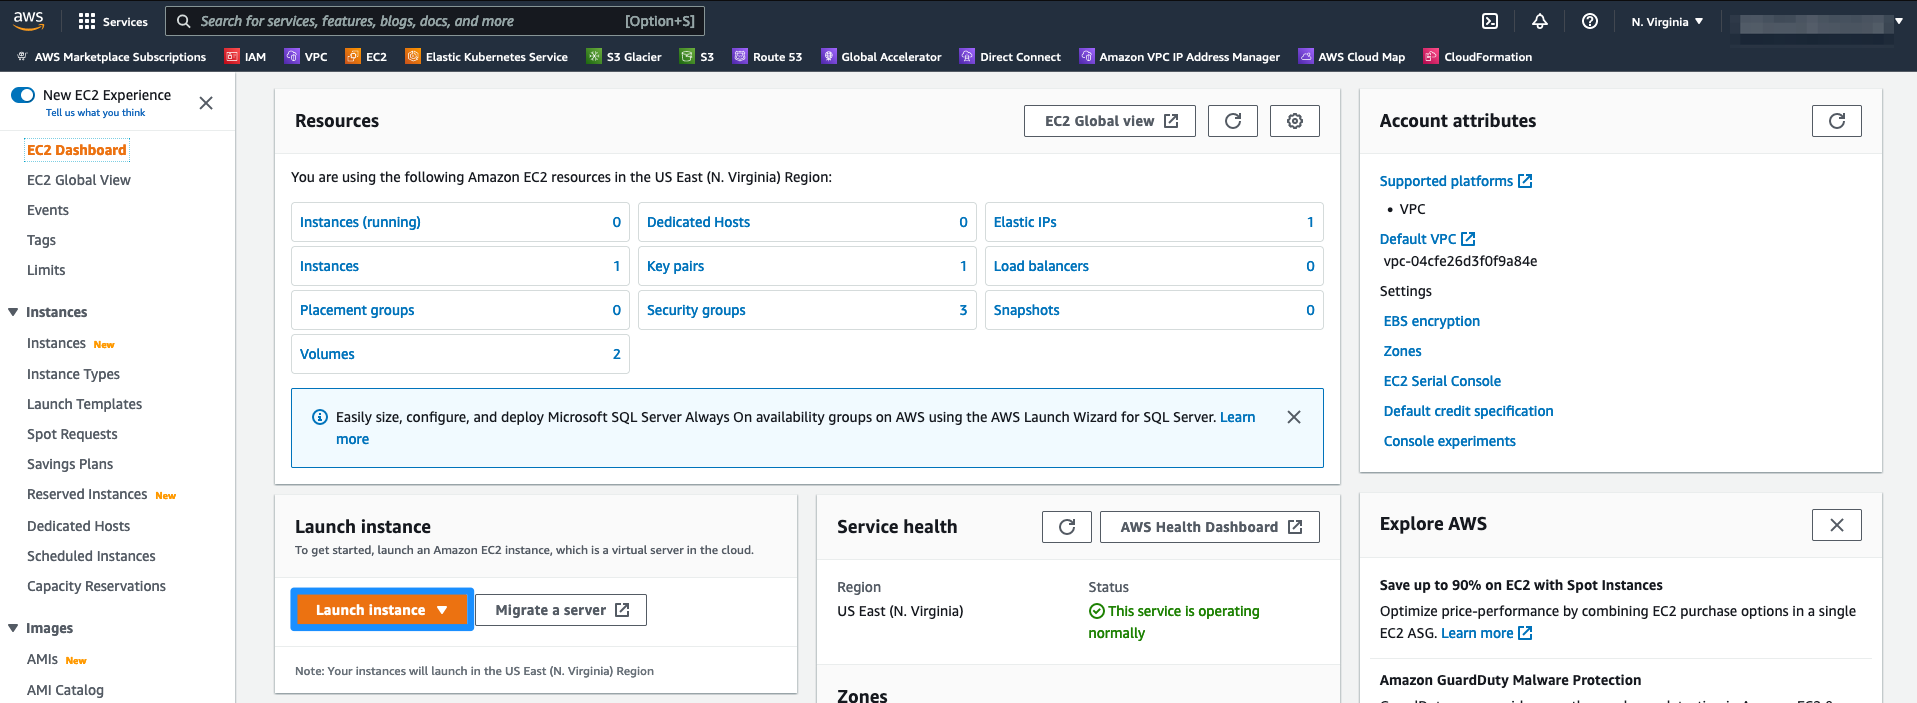 aws
Services
Search for services, features, blogs, docs, and more
[Option+S]
N. Virginia
AWS Marketplace Subscriptions
IAM
VPC
EC2
Elastic Kubernetes Service
S3 Glacier
S3
Route 53
Global Accelerator
Direct Connect
Amazon VPC IP Address Manager
AWS Cloud Map
CloudFormation
New EC2 Experience
Tell us what you think
EC2 Dashboard
EC2 Global View
Events
Tags
Limits
Instances
Instances New
Instance Types
Launch Templates
Spot Requests
Savings Plans
Reserved Instances New
Dedicated Hosts
Scheduled Instances
Capacity Reservations
Images
AMIs New
AMI Catalog
Resources
EC2 Global view
You are using the following Amazon EC2 resources in the US East (N. Virginia) Region:
Instances (running) 0
Dedicated Hosts 0
Elastic IPs 1
Instances 1
Key pairs 1
Load balancers 0
Placement groups 0
Security groups 3
Snapshots 0
Volumes 2
Easily size, configure, and deploy Microsoft SQL Server Always On availability groups on AWS using the AWS Launch Wizard for SQL Server. Learn
more
Launch instance
To get started, launch an Amazon EC2 instance, which is a virtual server in the cloud.
Launch instance
Migrate a server
Note: Your instances will launch in the US East (N. Virginia) Region
Service health
AWS Health Dashboard
Region
US East (N. Virginia)
Status
This service is operating
normally
Zones
Account attributes
Supported platforms
• VPC
Default VPC
vpc-04cfe26d3f0f9a84e
Settings
EBS encryption
Zones
EC2 Serial Console
Default credit specification
Console experiments
Explore AWS
Save up to 90% on EC2 with Spot Instances
Optimize price-performance by combining EC2 purchase options in a single
EC2 ASG. Learn more
Amazon GuardDuty Malware Protection